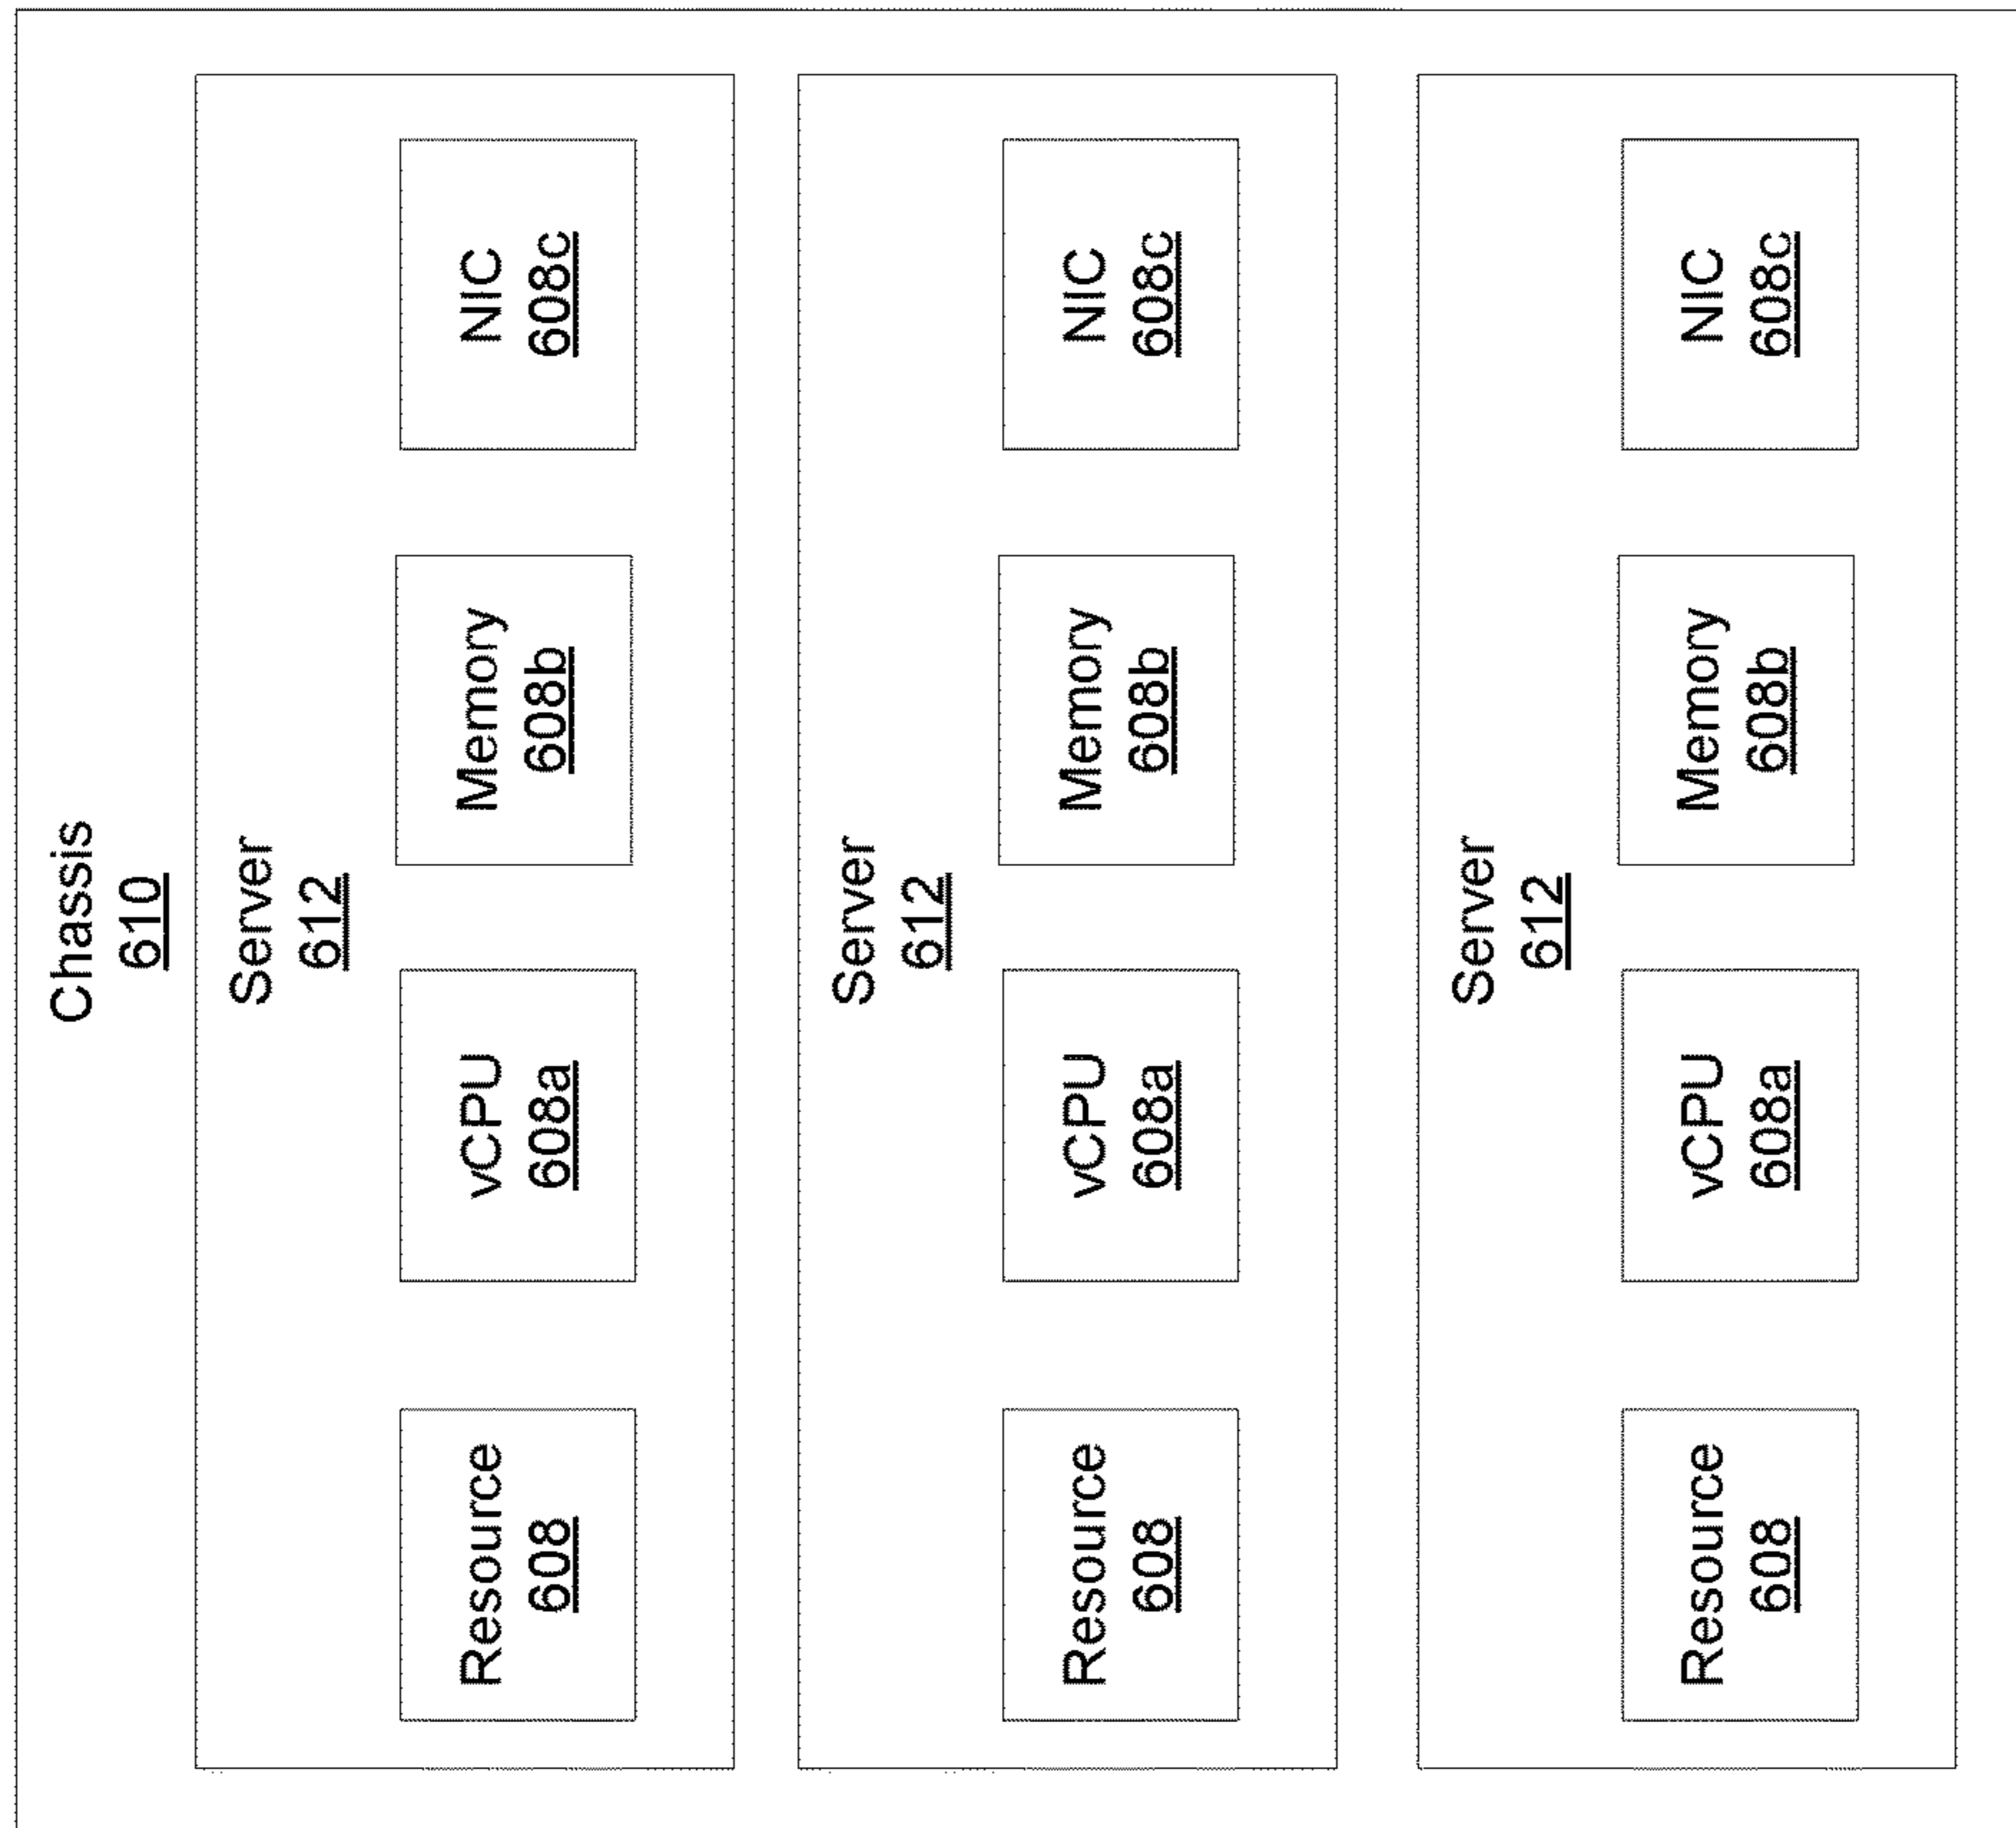 Chassis
610
Server
612
Resource
608
vCPU
608a
Memory
608b
NIC
608c
Server
612
Resource
608
vCPU
608a
Memory
608b
NIC
608c
Server
612
Resource
608
vCPU
608a
Memory
608b
NIC
608c